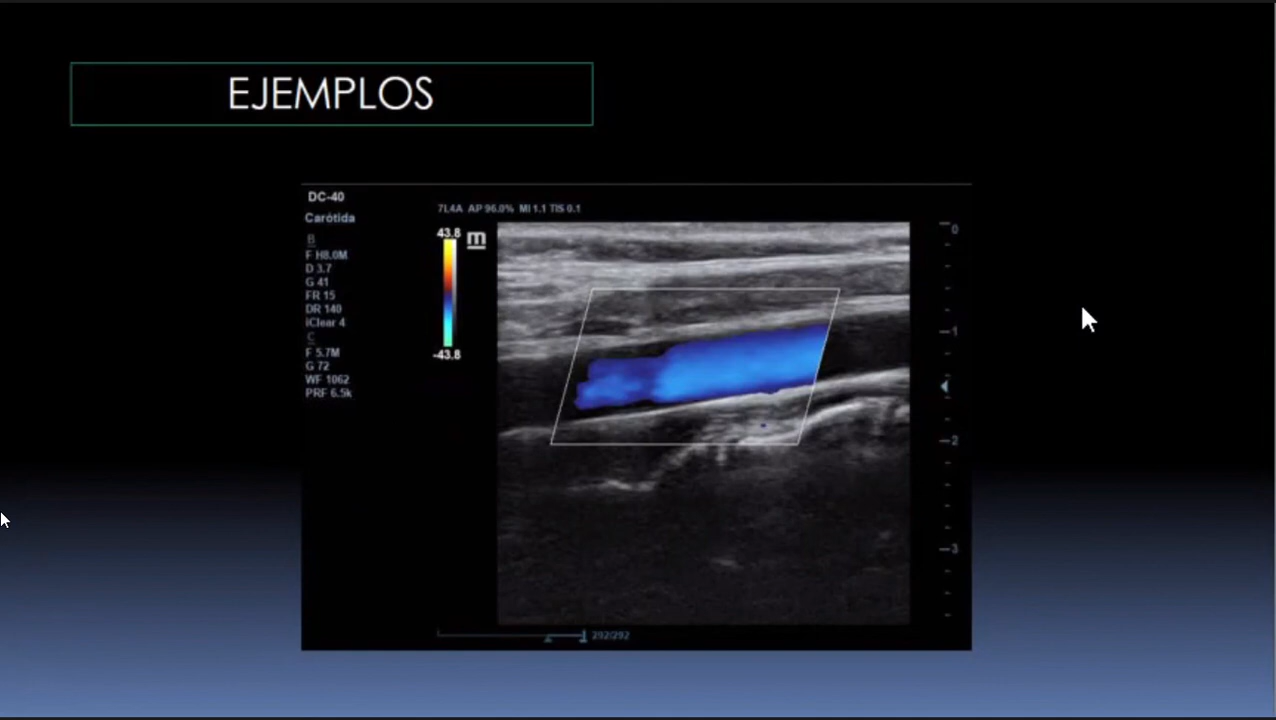 EJEMPLOS
DC-40
Carótida
7L4A AP 96.0% MI 1.1 TIS 0.1
43.8
m
B
F H8.0M
D 3.7
G 41
FR 15
DR 140
iClear 4
C
F 5.7M
G 72
WF 1062
PRF 6.5k
-43.8
0
1
2
3
292/292